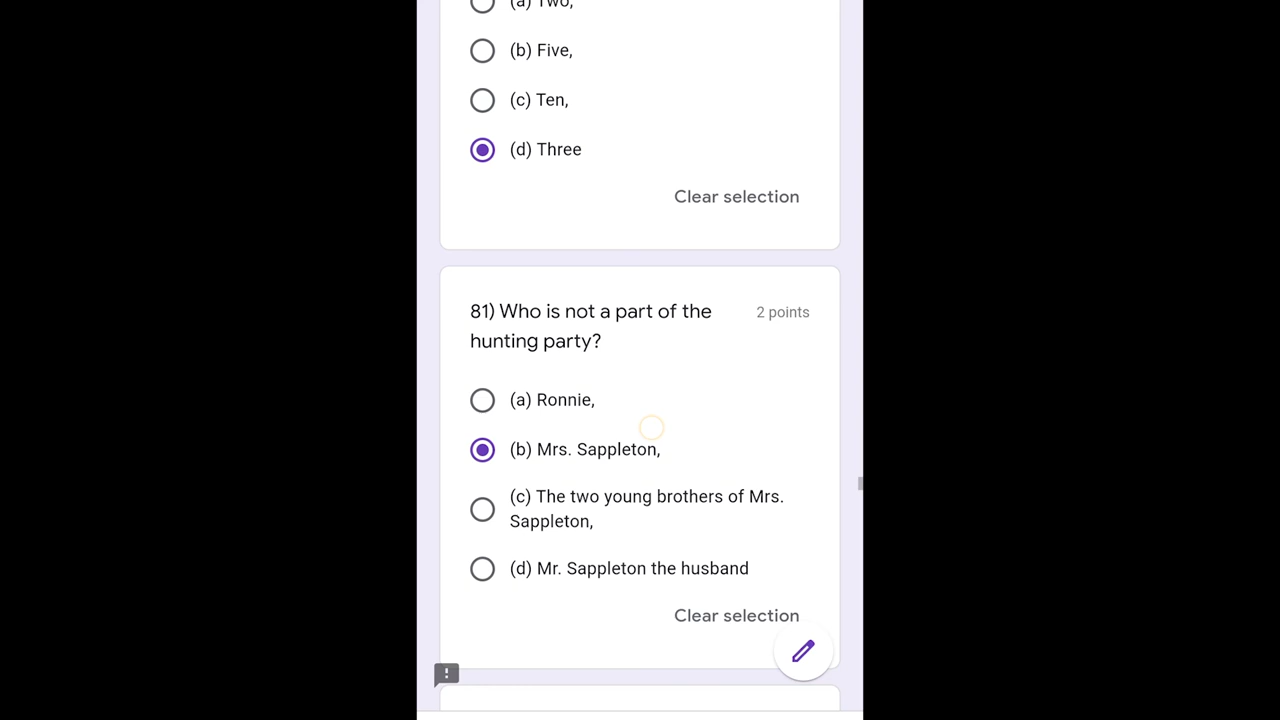 (a) Two,
(b) Five,
(c) Ten,
(d) Three
Clear selection
81) Who is not a part of the
2 points
hunting party?
(a) Ronnie,
(b) Mrs. Sappleton,
(c) The two young brothers of Mrs.
Sappleton,
(d) Mr. Sappleton the husband
Clear selection